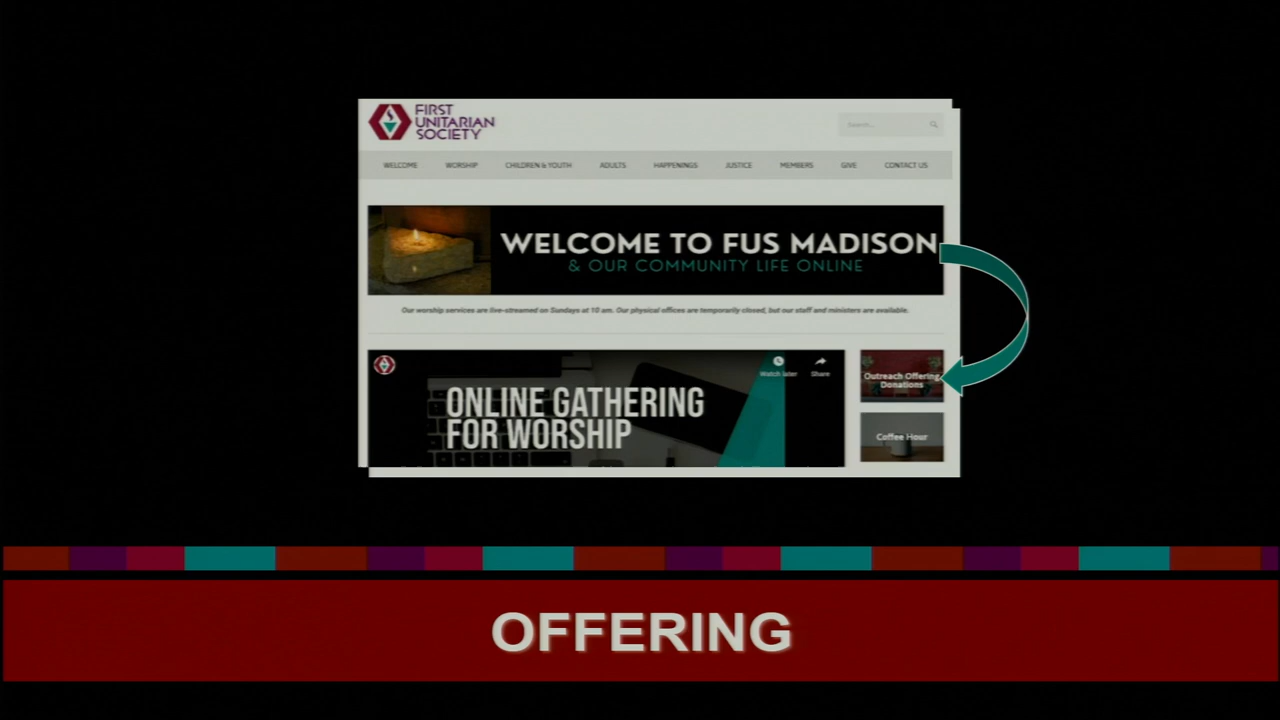 FIRST
UNITARIAN
SOCIETY
Search...
WELCOME WORSHIP CHILDREN & YOUTH ADULTS HAPPENINGS JUSTICE MEMBERS GIVE CONTACT US
WELCOME TO FUS MADISON
& OUR COMMUNITY LIFE ONLINE
Our worship services are live-streamed on Sundays at 10 am. Our physical offices are temporarily closed, but our staff and ministers are available.
Watch later Share
ONLINE GATHERING
FOR WORSHIP
Outreach Offering
Donations
Coffee Hour
OFFERING